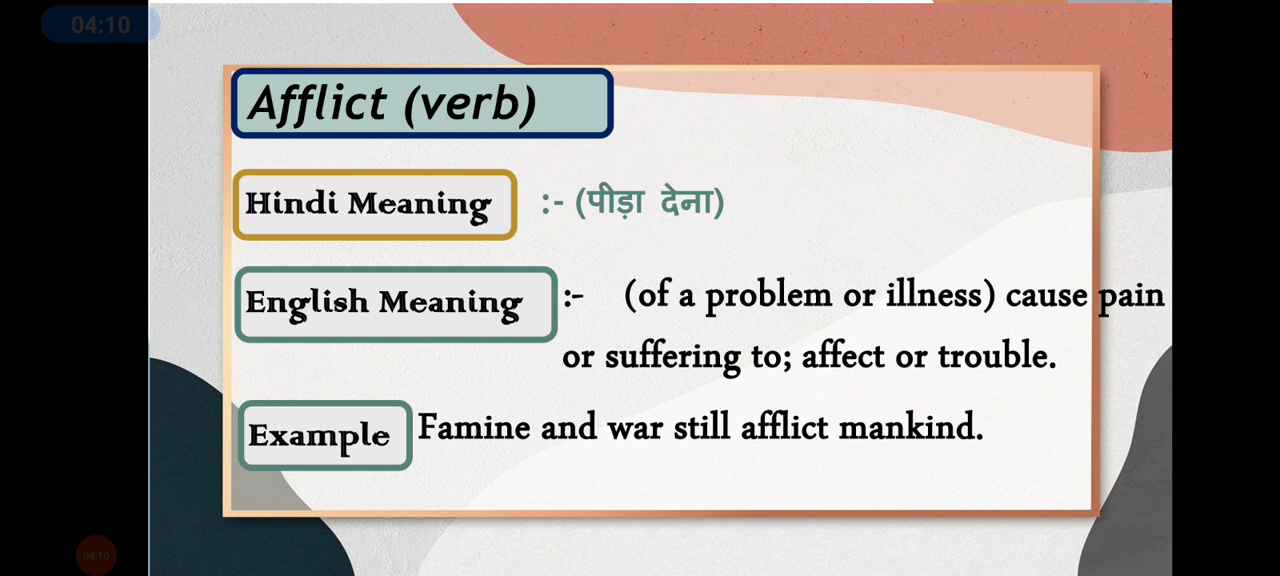 04:10
Afflict (verb)
Hindi Meaning :- (पीड़ा देना)
English Meaning :- (of a problem or illness) cause pain
or suffering to; affect or trouble.
Example Famine and war still afflict mankind.
04:10